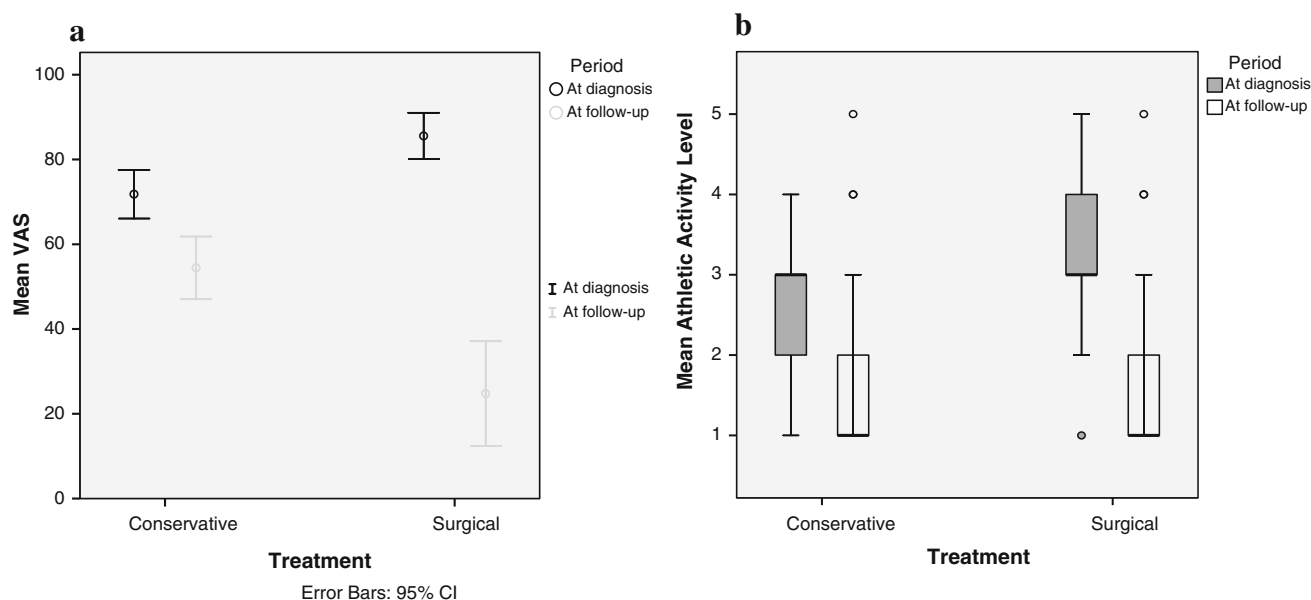 a
Mean VAS
100
80
60
40
20
0
Conservative
Surgical
Treatment
Error Bars: 95% CI
Period
At diagnosis
At follow-up
At diagnosis
At follow-up
b
Mean Athletic Activity Level
5
4
3
2
1
Conservative
Surgical
Treatment
Period
At diagnosis
At follow-up